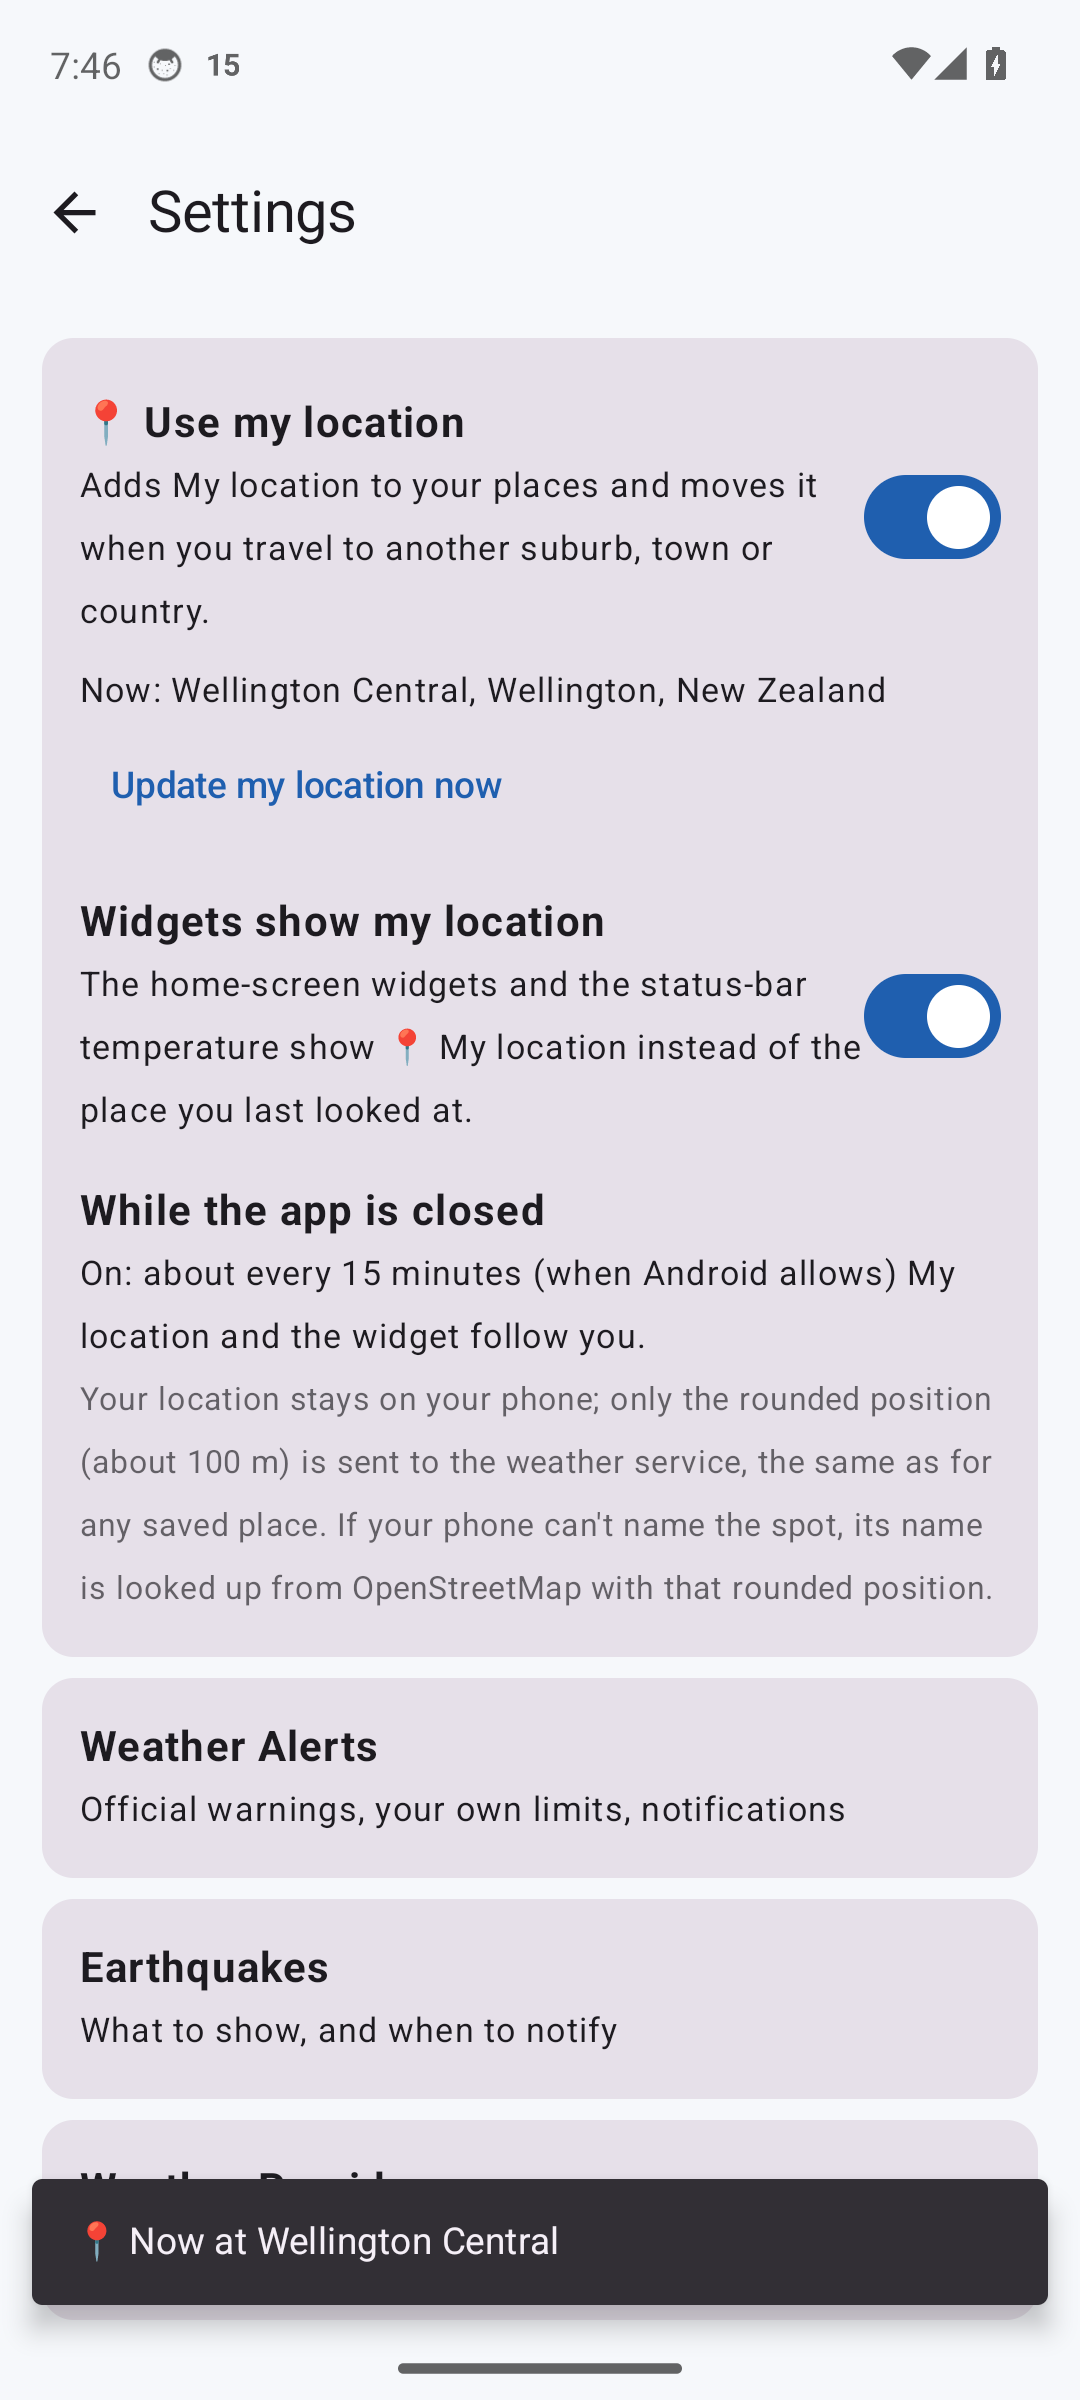 7:46 15
Settings
📍 Use my location
Adds My location to your places and moves it
when you travel to another suburb, town or
country.
Now: Wellington Central, Wellington, New Zealand
Update my location now
Widgets show my location
The home-screen widgets and the status-bar
temperature show 📍 My location instead of the
place you last looked at.
While the app is closed
On: about every 15 minutes (when Android allows) My
location and the widget follow you.
Your location stays on your phone; only the rounded position
(about 100 m) is sent to the weather service, the same as for
any saved place. If your phone can't name the spot, its name
is looked up from OpenStreetMap with that rounded position.
Weather Alerts
Official warnings, your own limits, notifications
Earthquakes
What to show, and when to notify
📍 Now at Wellington Central